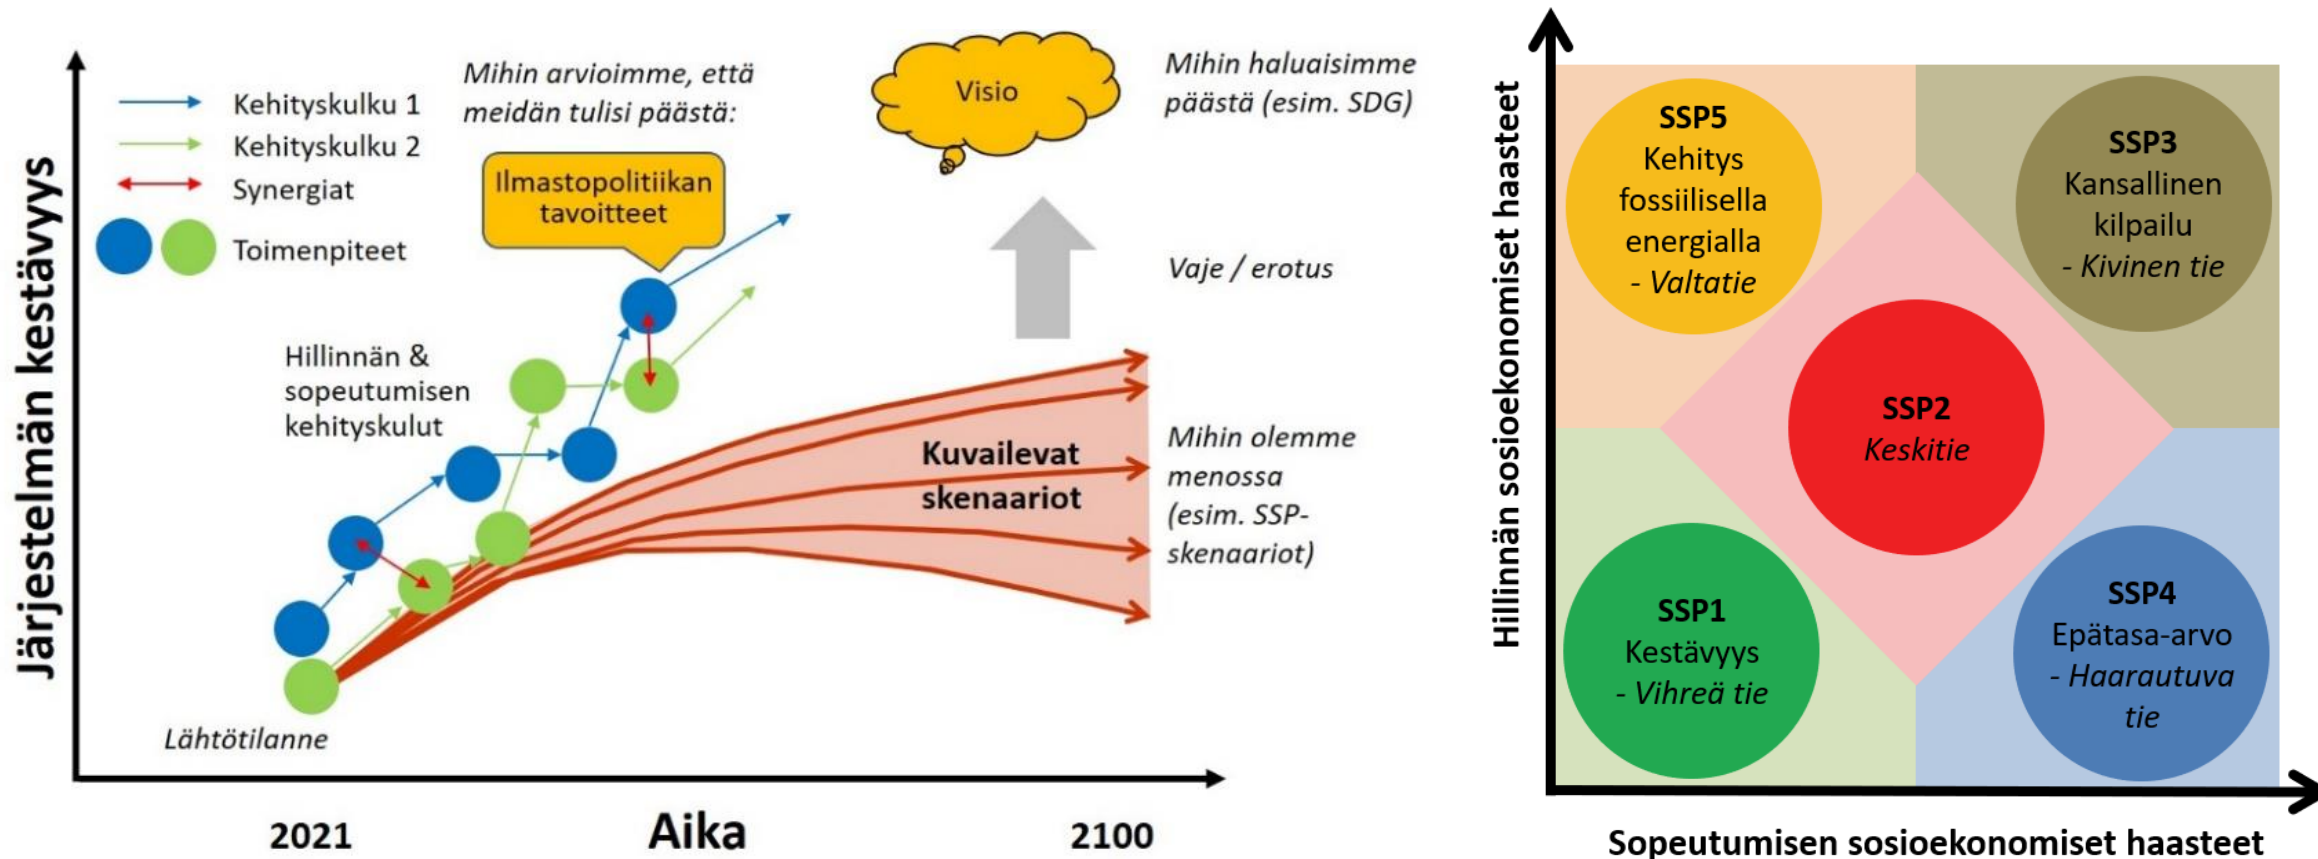 Järjestelmän kestävyys
Kehityskulku 1
Kehityskulku 2
Synergiat
Toimenpiteet
Mihin arvioimme, että
meidän tulisi päästä:
Ilmastopolitiikan
tavoitteet
Visio
Mihin haluaisimme
päästä (esim. SDG)
Vaje / erotus
Hillinnän &
sopeutumisen
kehityskulut
Kuvailevat
skenaariot
Mihin olemme
menossa
(esim. SSP-
skenaariot)
Lähtötilanne
2021
Aika
2100
Hillinnän sosioekonomiset haasteet
SSP5
Kehitys
fossiilisella
energialla
- Valtatie
SSP3
Kansallinen
kilpailu
- Kivinen tie
SSP2
Keskitie
SSP1
Kestävyys
- Vihreä tie
SSP4
Epätasa-arvo
- Haarautuva
tie
Sopeutumisen sosioekonomiset haasteet